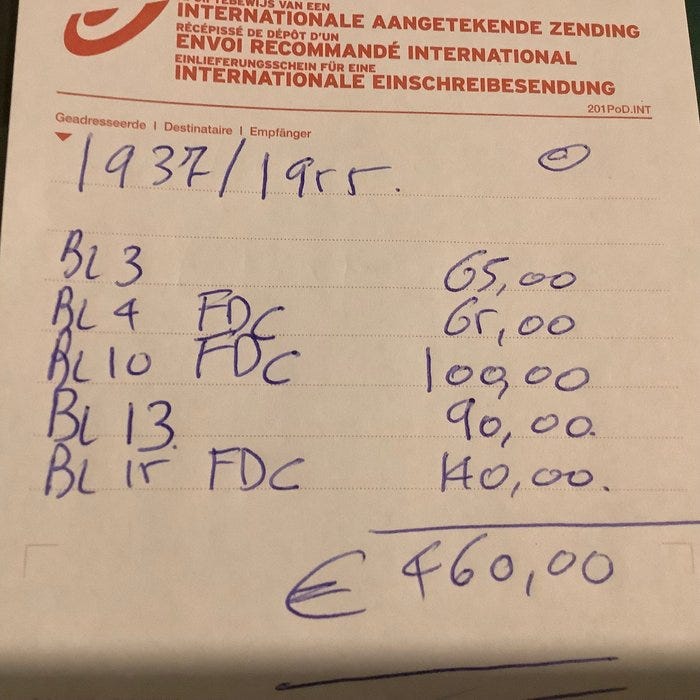 INTERNATIONALE AANGETEKENDE ZENDING
RÉCÉPISSÉ DE DÉPÔT D'UN
ENVOI RECOMMANDÉ INTERNATIONAL
EINLIEFERUNGSSCHEIN FÜR EINE
INTERNATIONALE EINSCHREIBESENDUNG
201PoD.INT
Geadresseerde I Destinataire I Empfänger
1937/1955.
BL 3 65,00
BL 4 FDC 65,00
BL 10 FDC 100,00
BL 13. 90,00.
BL 15 FDC 140,00.
€ 460,00